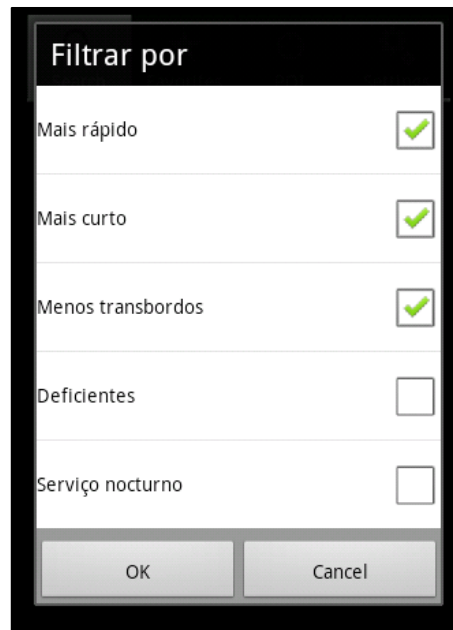 Filtrar por
Mais rápido
Mais curto
Menos transbordos
Deficientes
Serviço nocturno
OK
Cancel